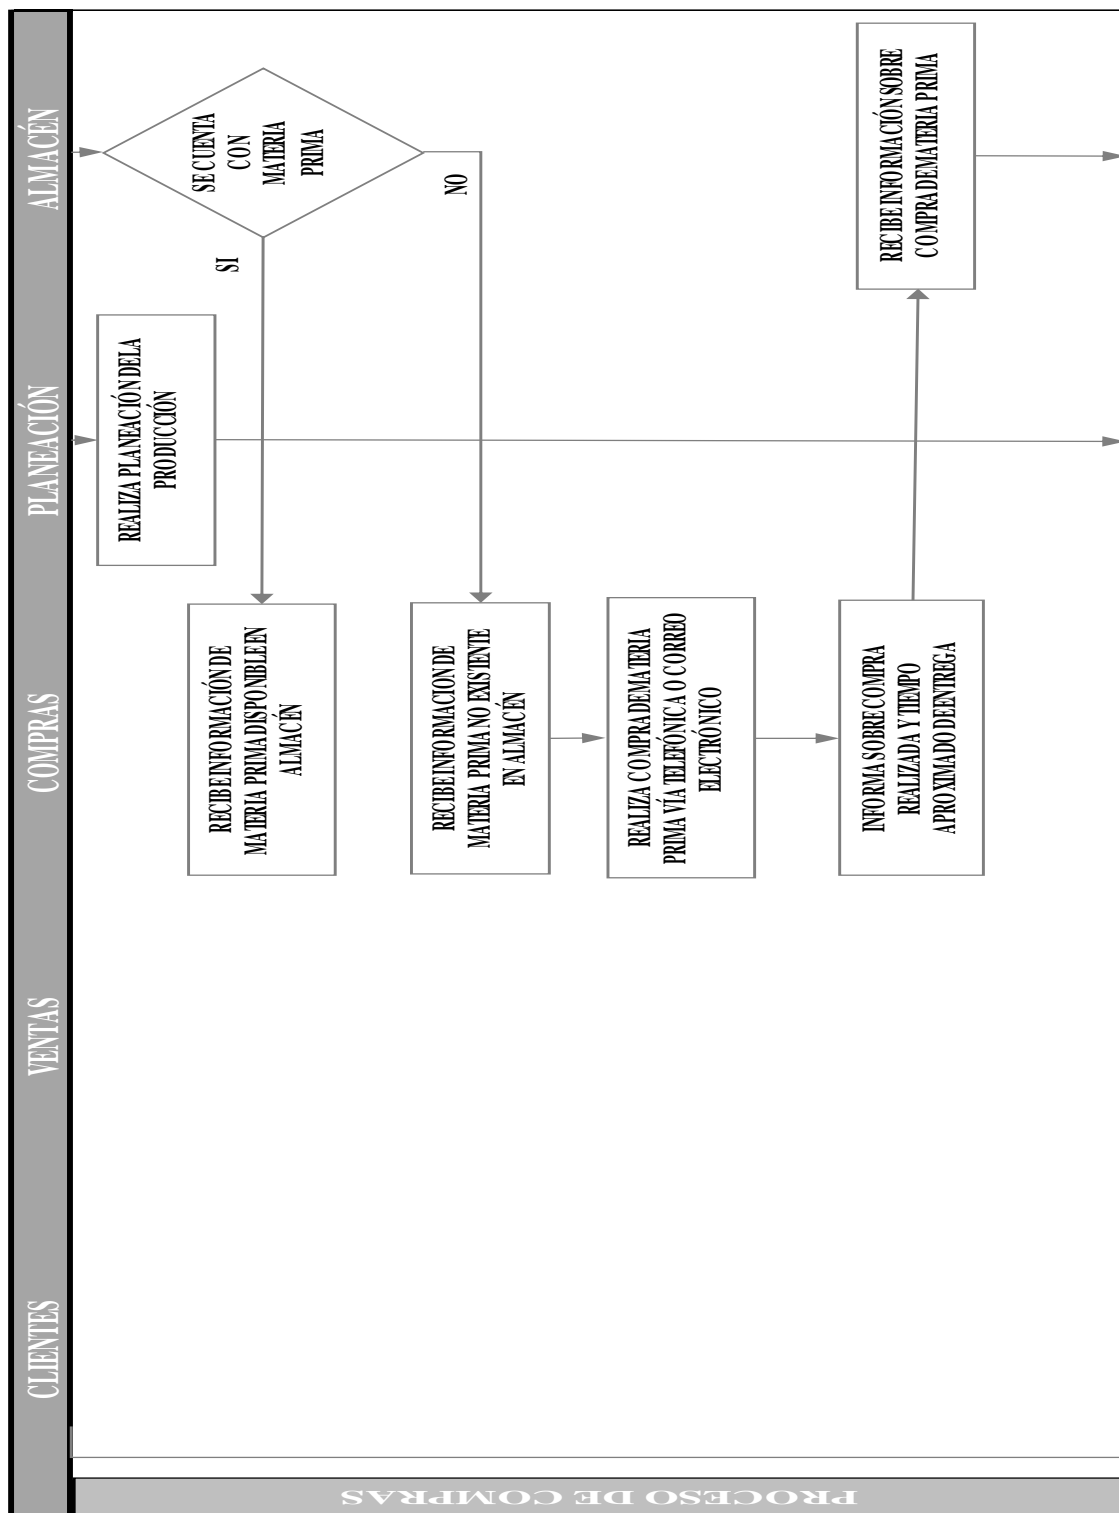 CLIENTES
VENTAS
COMPRAS
PLANEACIÓN
ALMACÉN
PROCESO DE COMPRAS
REALIZA PLANEACIÓN DE LA
PRODUCCIÓN
SE CUENTA
CON
MATERIA
PRIMA
SI
NO
RECIBE INFORMACIÓN DE
MATERIA PRIMA DISPONIBLE EN
ALMACÉN
RECIBE INFORMACION DE
MATERIA PRIMA NO EXISTENTE
EN ALMACÉN
REALIZA COMPRA DE MATERIA
PRIMA VÍA TELEFÓNICA O CORREO
ELECTRÓNICO
INFORMA SOBRE COMPRA
REALIZADA Y TIEMPO
APROXIMADO DE ENTREGA
RECIBE INFORMACIÓN SOBRE
COMPRA DE MATERIA PRIMA